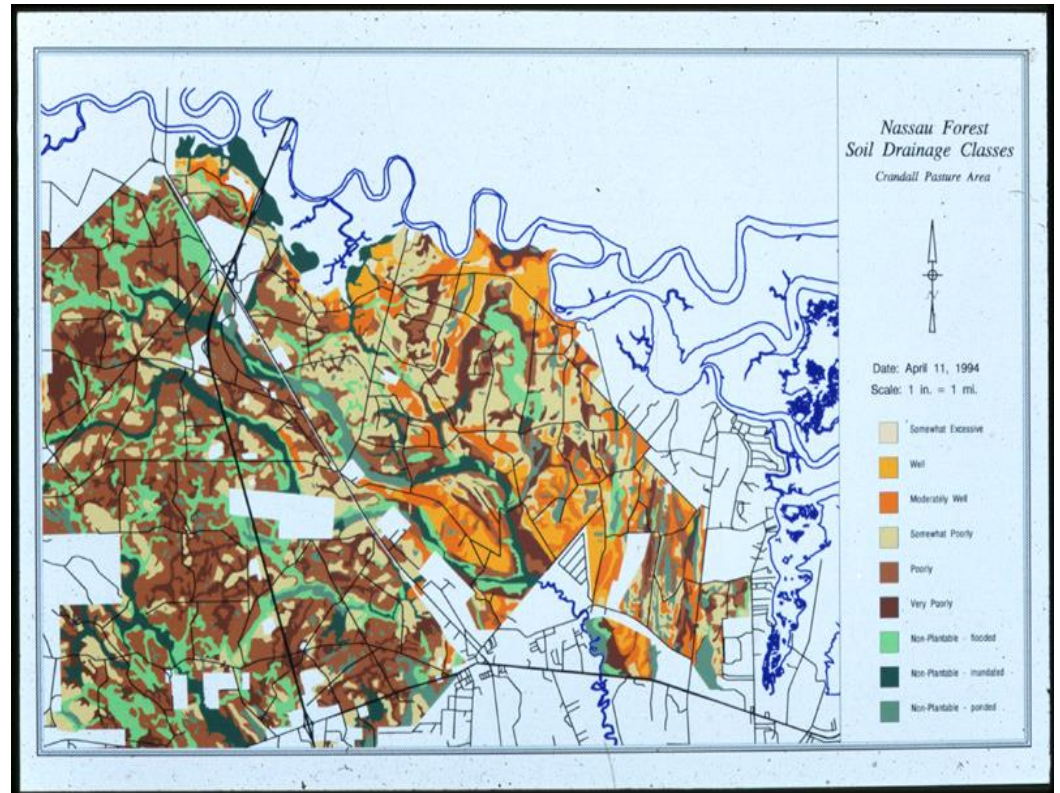 Nassau Forest
Soil Drainage Classes
Crandall Pasture Area
N
Date: April 11, 1994
Scale: 1 in. = 1 mi.
Somewhat Excessive
Well
Moderately Well
Somewhat Poorly
Poorly
Very Poorly
Non-Plantable - flooded
Non-Plantable - inundated
Non-Plantable - ponded